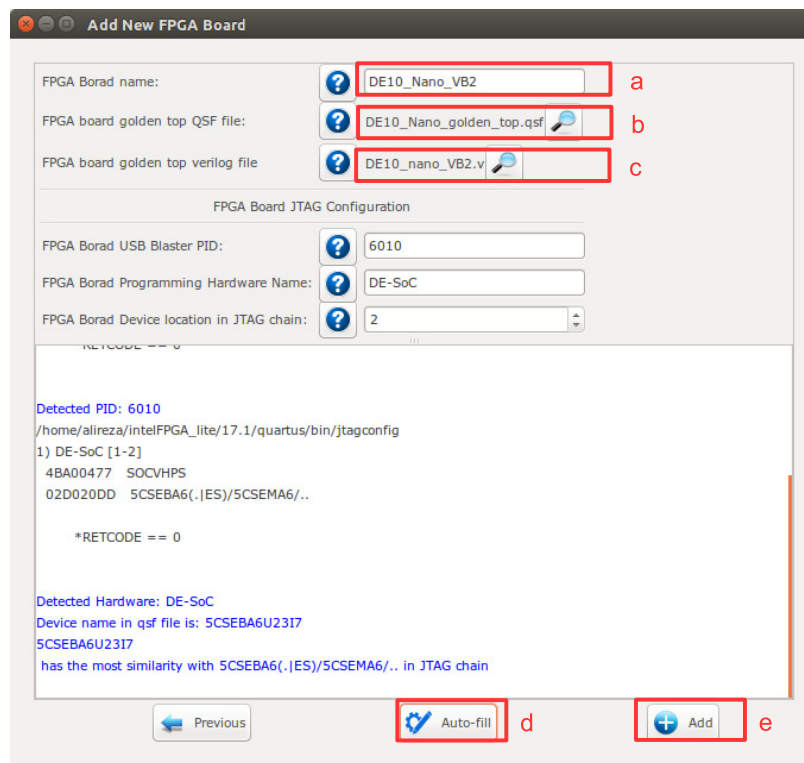 Add New FPGA Board
FPGA Borad name: ? DE10_Nano_VB2 a
FPGA board golden top QSF file: ? DE10_Nano_golden_top.qsf b
FPGA board golden top verilog file ? DE10_nano_VB2.v c
FPGA Board JTAG Configuration
FPGA Borad USB Blaster PID: ? 6010
FPGA Borad Programming Hardware Name: ? DE-SoC
FPGA Borad Device location in JTAG chain: ? 2
*RETCODE == 0
Detected PID: 6010
/home/alireza/intelFPGA_lite/17.1/quartus/bin/jtagconfig
1) DE-SoC [1-2]
4BA00477 SOCVHPS
02D020DD 5CSEBA6(.|ES)/5CSEMA6/..
*RETCODE == 0
Detected Hardware: DE-SoC
Device name in qsf file is: 5CSEBA6U23I7
5CSEBA6U23I7
has the most similarity with 5CSEBA6(.|ES)/5CSEMA6/.. in JTAG chain
Previous Auto-fill d Add e